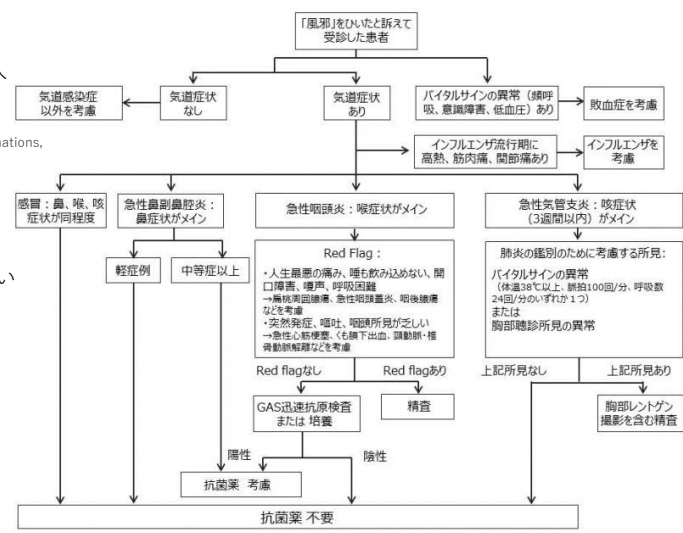 「風邪」をひいたと訴えて
受診した患者
人
気道感染症
以外を考慮
気道症状
なし
気道症状
あり
バイタルサインの異常（頻呼
吸、意識障害、低血圧）あり
敗血症を考慮
nations,
インフルエンザ流行期に
高熱、筋肉痛、関節痛あり
インフルエンザを
考慮
感冒：鼻、喉、咳
症状が同程度
急性鼻副鼻腔炎：
鼻症状がメイン
急性咽頭炎：喉症状がメイン
急性気管支炎：咳症状
（3週間以内）がメイン
い
軽症例
中等症以上
Red Flag：
・人生最悪の痛み、唾も飲み込めない、開
口障害、嗄声、呼吸困難
→扁桃周囲膿瘍、急性咽頭蓋炎、咽後膿瘍
などを考慮
・突然発症、嘔吐、咽頭所見が乏しい
→急性心筋梗塞、くも膜下出血、頸動脈・椎
骨動脈解離などを考慮
肺炎の鑑別のために考慮する所見：
バイタルサインの異常
（体温38℃以上、脈拍100回/分、呼吸数
24回/分のいずれか１つ）
または
胸部聴診所見の異常
Red flagなし
Red flagあり
上記所見なし
上記所見あり
GAS迅速抗原検査
または 培養
精査
胸部レントゲン
撮影を含む精査
陽性
陰性
抗菌薬 考慮
抗菌薬 不要